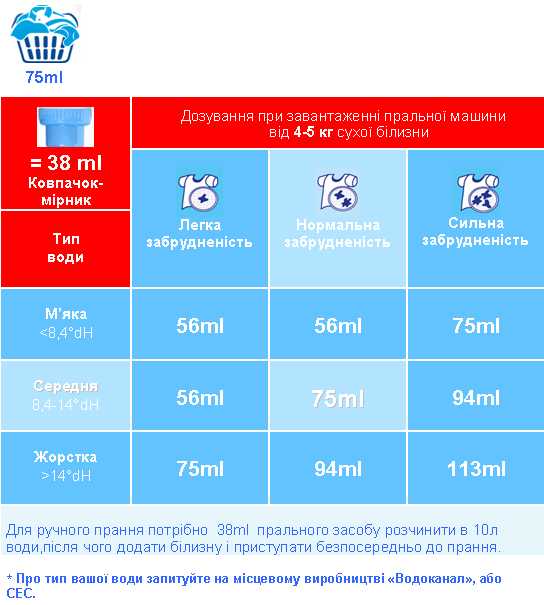 75ml
Дозування при завантаженні пральної машини
від 4-5 кг сухої білизни
= 38 ml
Ковпачок-
мірник
Тип
води
Легка
забрудненість
Нормальна
забрудненість
Сильна
забрудненість
М'яка
<8,4°dH
56ml
56ml
75ml
Середня
8,4-14°dH
56ml
75ml
94ml
Жорстка
>14°dH
75ml
94ml
113ml
Для ручного прання потрібно 38ml прального засобу розчинити в 10л
води,після чого додати білизну і приступати безпосередньо до прання.
* Про тип вашої води запитуйте на місцевому виробництві «Водоканал», або
СЕС.